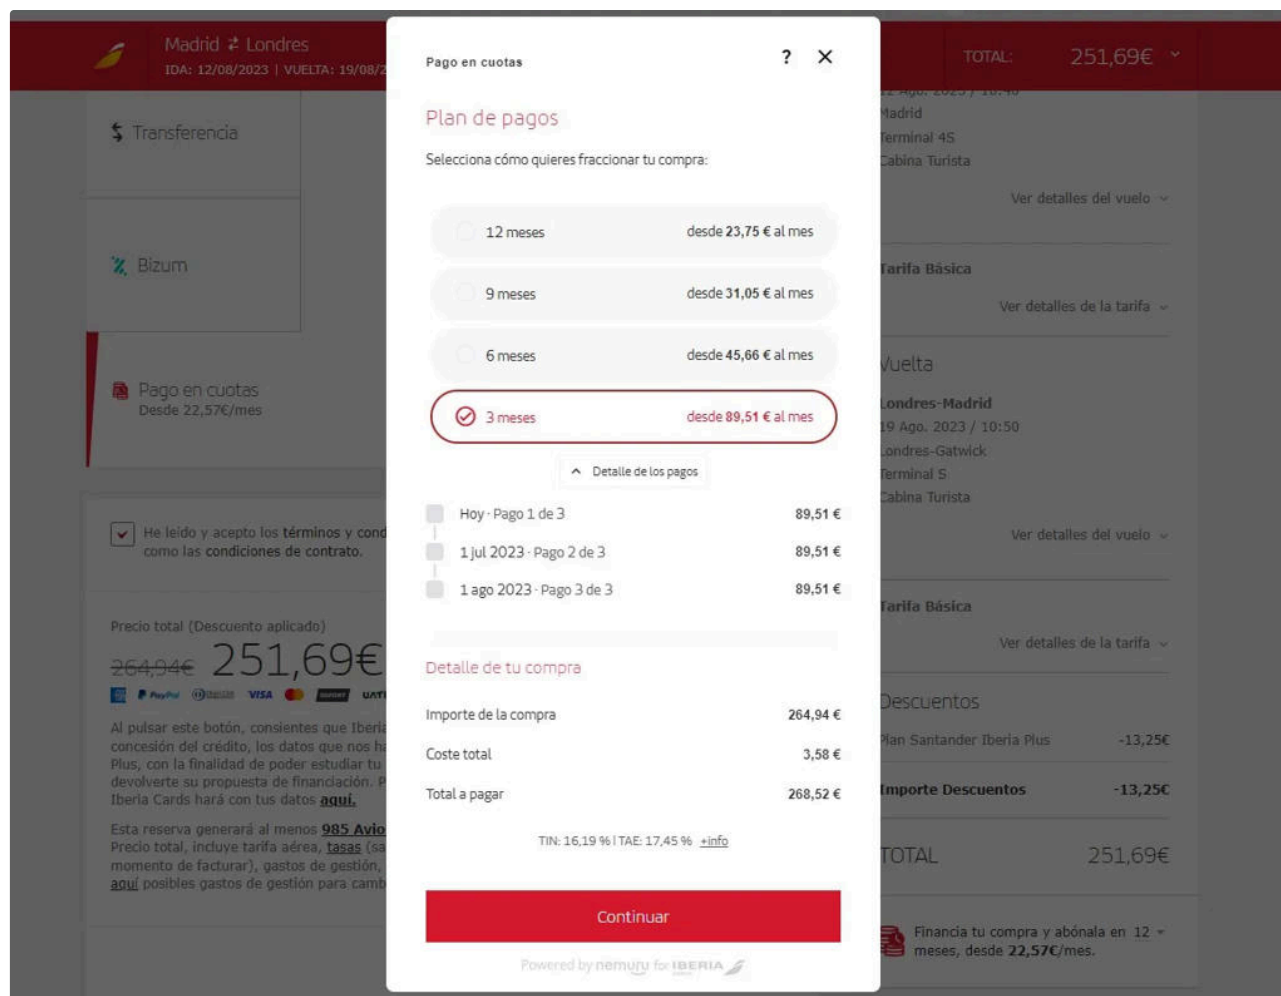 Madrid ⇄ Londres
IDA: 12/08/2023 | VUELTA: 19/08/2
TOTAL: 251,69€
Transferencia
Bizum
Pago en cuotas
Desde 22,57€/mes
He leído y acepto los términos y cond
como las condiciones de contrato.
Precio total (Descuento aplicado)
264,94€ 251,69€
PayPal VISA
Al pulsar este botón, consientes que Iberia
concesión del crédito, los datos que nos ha
Plus, con la finalidad de poder estudiar tu
devolverte su propuesta de financiación. P
Iberia Cards hará con tus datos aquí.
Esta reserva generará al menos 985 Avio
Precio total, incluye tarifa aérea, tasas (sa
momento de facturar), gastos de gestión,
aquí posibles gastos de gestión para camb
Pago en cuotas ? ×
Plan de pagos
Selecciona cómo quieres fraccionar tu compra:
12 meses desde 23,75 € al mes
9 meses desde 31,05 € al mes
6 meses desde 45,66 € al mes
3 meses desde 89,51 € al mes
Detalle de los pagos
Hoy · Pago 1 de 3 89,51 €
1 jul 2023 · Pago 2 de 3 89,51 €
1 ago 2023 · Pago 3 de 3 89,51 €
Detalle de tu compra
Importe de la compra 264,94 €
Coste total 3,58 €
Total a pagar 268,52 €
TIN: 16,19 % | TAE: 17,45 % +info
Continuar
Powered by nemuru for IBERIA
Madrid
Terminal 4S
Cabina Turista
Ver detalles del vuelo
Tarifa Básica
Ver detalles de la tarifa
Vuelta
Londres-Madrid
19 Ago. 2023 / 10:50
Londres-Gatwick
Terminal S
Cabina Turista
Ver detalles del vuelo
Tarifa Básica
Ver detalles de la tarifa
Descuentos
Plan Santander Iberia Plus -13,25€
Importe Descuentos -13,25€
TOTAL 251,69€
Financia tu compra y abónala en 12
meses, desde 22,57€/mes.